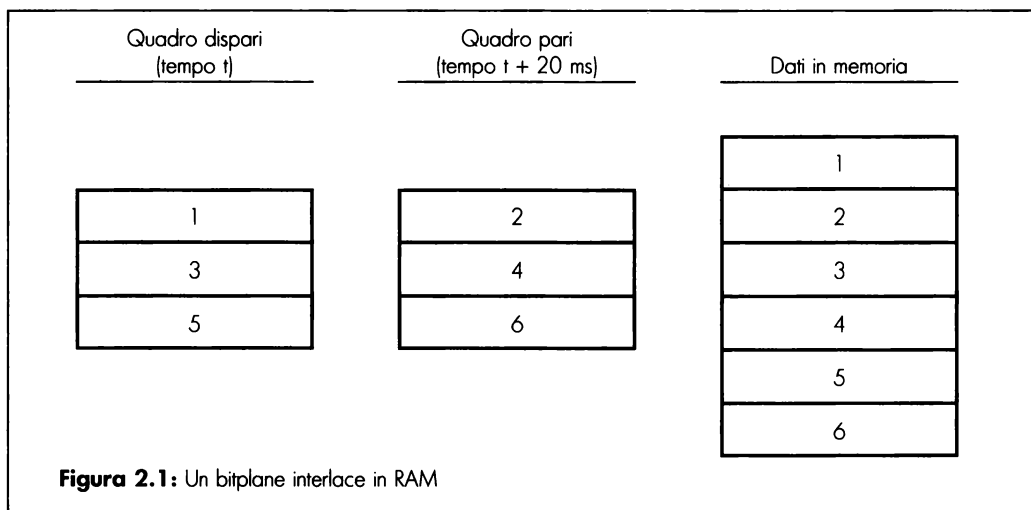 Quadro dispari
(tempo t)
Quadro pari
(tempo t + 20 ms)
Dati in memoria
1
3
5
2
4
6
1
2
3
4
5
6
Figura 2.1: Un bitplane interlace in RAM